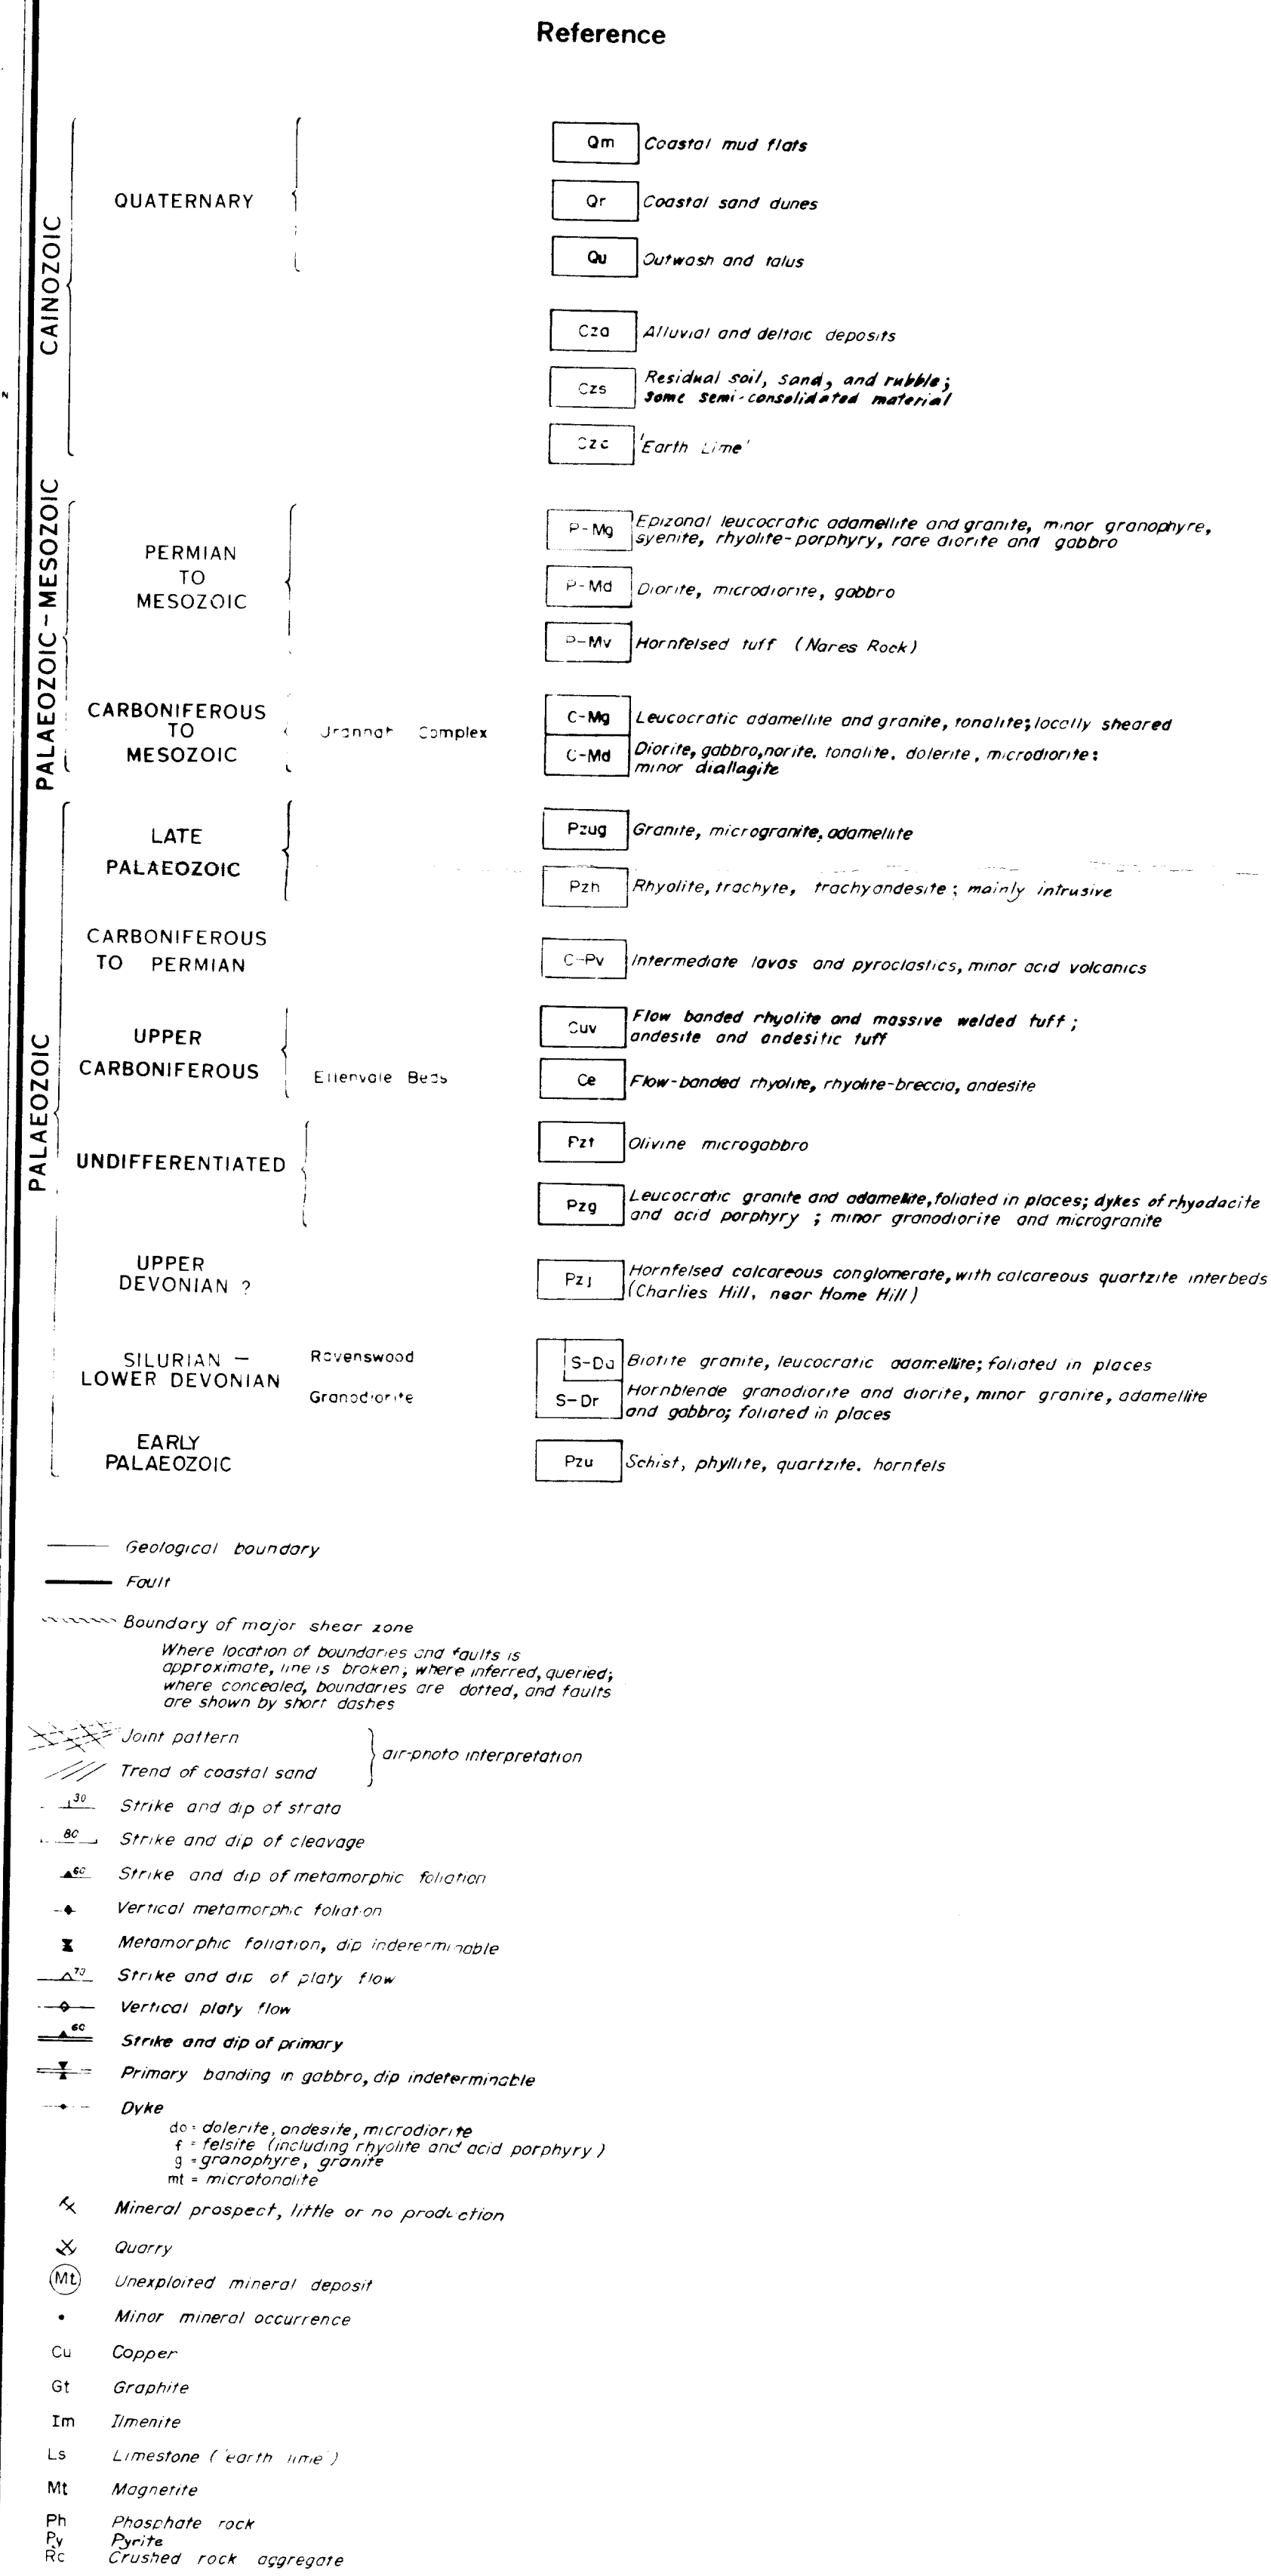 Reference
CAINOZOIC
QUATERNARY
Qm Coastal mud flats
Qr Coastal sand dunes
Qu Outwash and talus
Cza Alluvial and deltaic deposits
Czs Residual soil, sand, and rubble;
some semi-consolidated material
Czc 'Earth Lime'
PALAEOZOIC-MESOZOIC
PERMIAN
TO
MESOZOIC
P-Mg Epizonal leucocratic adamellite and granite, minor granophyre,
syenite, rhyolite-porphyry, rare diorite and gabbro
P-Md Diorite, microdiorite, gabbro
P-Mv Hornfelsed tuff (Nares Rock)
CARBONIFEROUS
TO
MESOZOIC
Urannah Complex
C-Mg Leucocratic adamellite and granite, tonalite; locally sheared
C-Md Diorite, gabbro, norite. tonalite. dolerite, microdiorite:
minor diallagite
PALAEOZOIC
LATE
PALAEOZOIC
Pzug Granite, microgranite, adamellite
Pzh Rhyolite, trachyte, trachyandesite; mainly intrusive
CARBONIFEROUS
TO PERMIAN
C-Pv Intermediate lavas and pyroclastics, minor acid volcanics
UPPER
CARBONIFEROUS
Cuv Flow banded rhyolite and massive welded tuff;
andesite and andesitic tuff
Ellenvale Beds
Ce Flow-banded rhyolite, rhyolite-breccia, andesite
UNDIFFERENTIATED
Pzt Olivine microgabbro
Pzg Leucocratic granite and adamellite, foliated in places; dykes of rhyodacite
and acid porphyry; minor granodiorite and microgranite
UPPER
DEVONIAN ?
Pzj Hornfelsed calcareous conglomerate, with calcareous quartzite interbeds
(Charlies Hill, near Home Hill)
SILURIAN -
LOWER DEVONIAN
Ravenswood
Granodiorite
S-Da Biotite granite, leucocratic adamellite; foliated in places
S-Dr Hornblende granodiorite and diorite, minor granite, adamellite
and gabbro; foliated in places
EARLY
PALAEOZOIC
Pzu Schist, phyllite, quartzite. hornfels
Geological boundary
Fault
Boundary of major shear zone
Where location of boundaries and faults is
approximate, line is broken; where inferred, queried;
where concealed, boundaries are dotted, and faults
are shown by short dashes
Joint pattern
air-photo interpretation
Trend of coastal sand
30 Strike and dip of strata
80 Strike and dip of cleavage
60 Strike and dip of metamorphic foliation
Vertical metamorphic foliation
Metamorphic foliation, dip indeterminable
70 Strike and dip of platy flow
Vertical platy flow
60 Strike and dip of primary
Primary banding in gabbro, dip indeterminable
Dyke
do = dolerite, andesite, microdiorite
f = felsite (including rhyolite and acid porphyry)
g = granophyre, granite
mt = microtonalite
Mineral prospect, little or no production
Quarry
Mt Unexploited mineral deposit
Minor mineral occurrence
Cu Copper
Gt Graphite
Im Ilmenite
Ls Limestone ('earth lime')
Mt Magnetite
Ph Phosphate rock
Py Pyrite
Rc Crushed rock aggregate